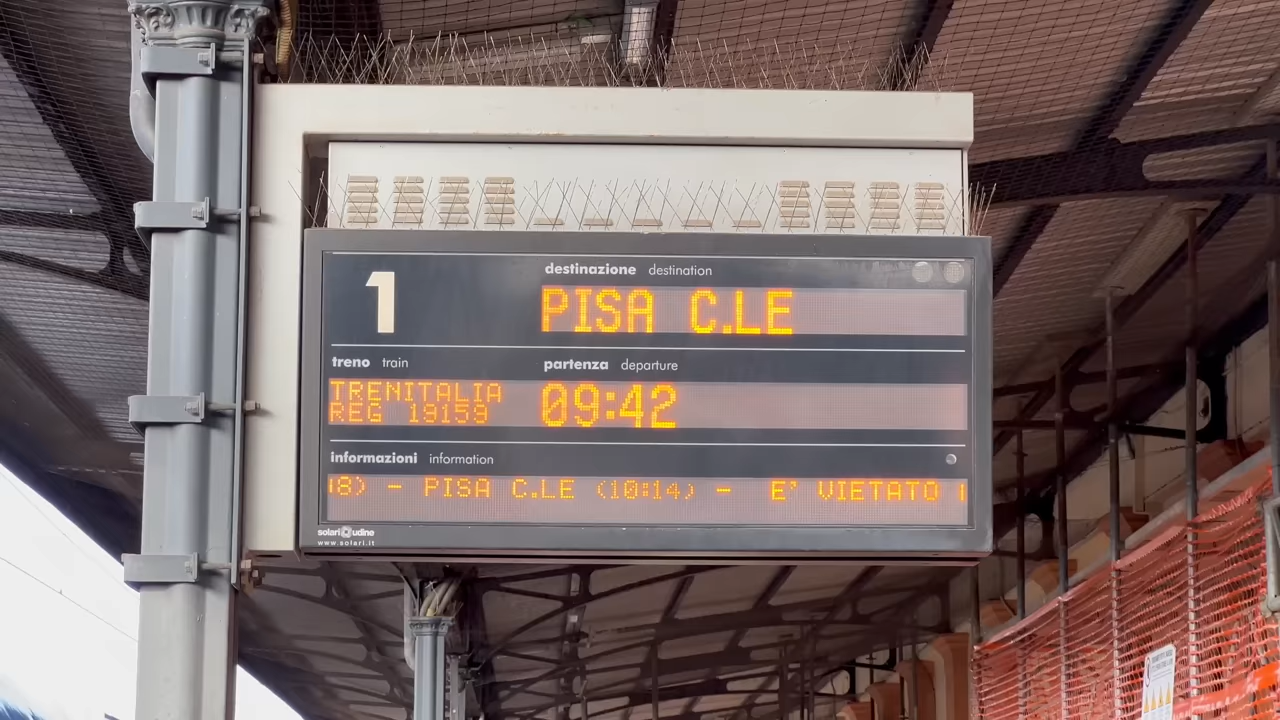 1
destinazione destination
PISA C.LE
treno train
partenza departure
TRENITALIA
REG 19159
09:42
informazioni information
8) - PISA C.LE (10:14) - E' VIETATO
solari udine
www.solari.it